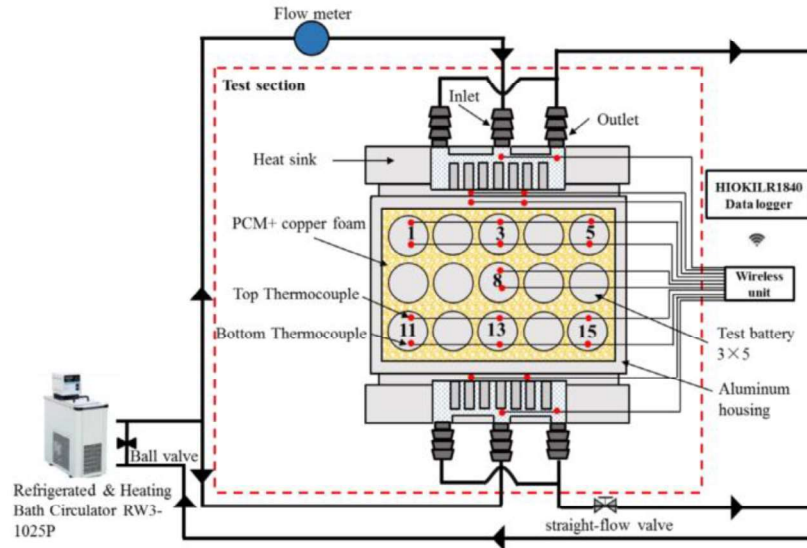 Flow meter
Test section
Inlet
Outlet
Heat sink
HIOKILR1840
Data logger
PCM+ copper foam
1
3
5
8
Wireless
unit
Top Thermocouple
11
13
15
Bottom Thermocouple
Test battery
3×5
Aluminum
housing
Ball valve
Refrigerated & Heating
Bath Circulator RW3-
1025P
straight-flow valve